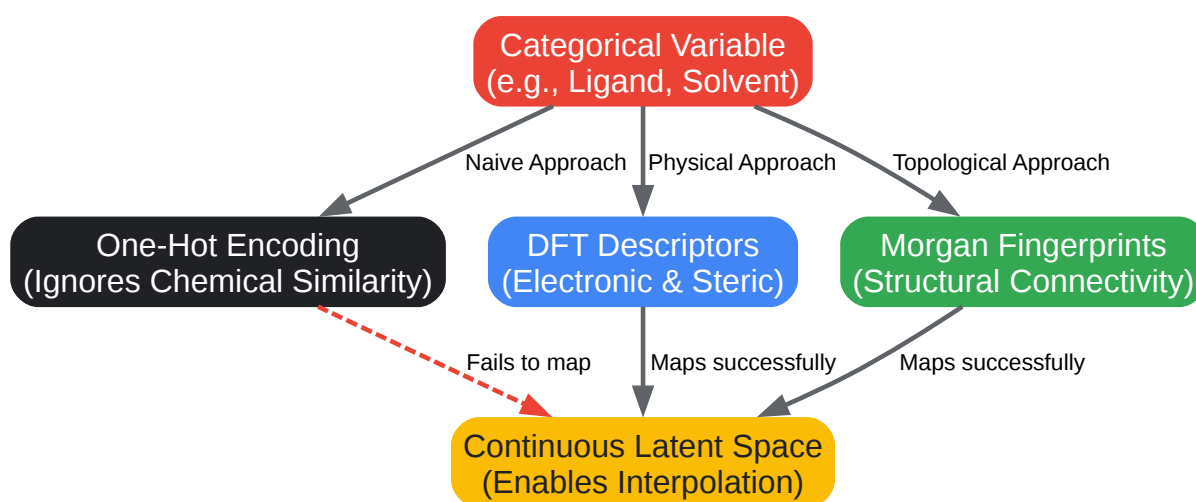 Categorical Variable
(e.g., Ligand, Solvent)
Naive Approach
Physical Approach
Topological Approach
One-Hot Encoding
(Ignores Chemical Similarity)
DFT Descriptors
(Electronic & Steric)
Morgan Fingerprints
(Structural Connectivity)
Fails to map
Maps successfully
Maps successfully
Continuous Latent Space
(Enables Interpolation)